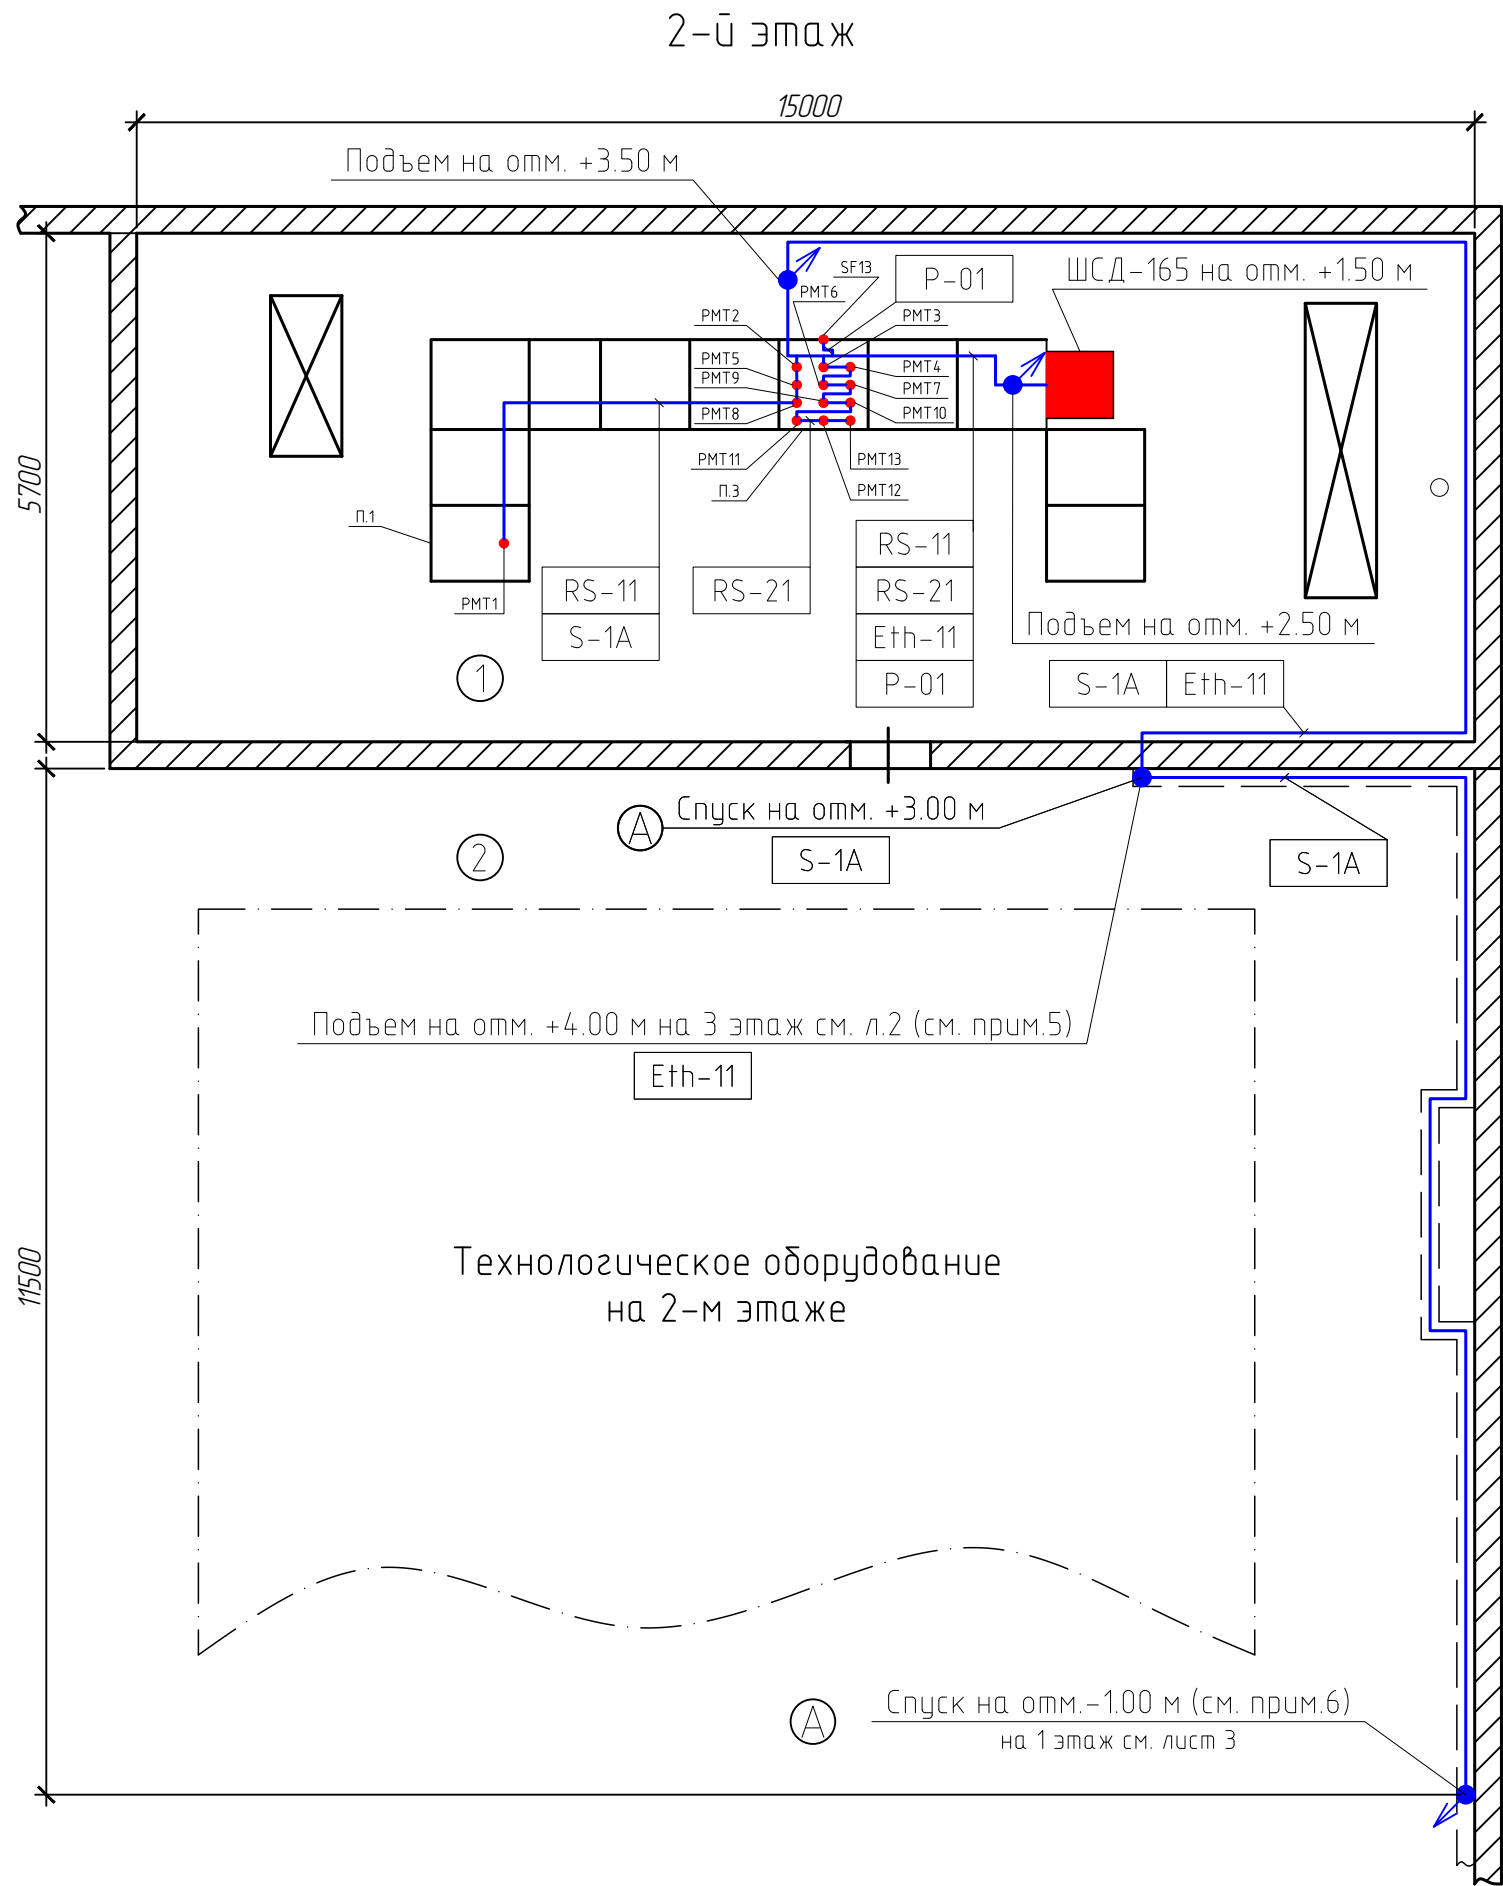 2-й этаж
15000
Подъем на отм. +3.50 м
SF13
P-01
ШСД-165 на отм. +1.50 м
РМТ6
РМТ2
РМТ3
РМТ5
РМТ4
РМТ9
РМТ7
РМТ8
РМТ10
РМТ11
РМТ13
П.3
РМТ12
5700
П.1
РМТ1
RS-11
S-1A
RS-21
RS-11
RS-21
Eth-11
P-01
Подъем на отм. +2.50 м
S-1A
Eth-11
1
А
Спуск на отм. +3.00 м
S-1A
S-1A
2
Подъем на отм. +4.00 м на 3 этаж см. л.2 (см. прим.5)
Eth-11
11500
Технологическое оборудование
на 2-м этаже
А
Спуск на отм.-1.00 м (см. прим.6)
на 1 этаж см. лист 3